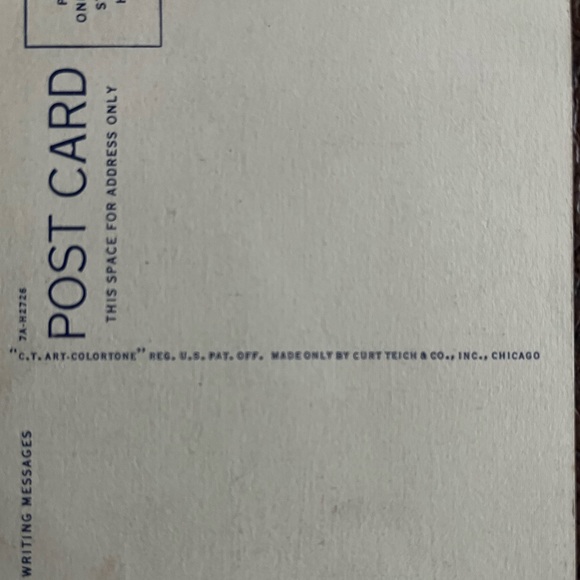 ON
POST CARD
THIS SPACE FOR ADDRESS ONLY
7A-H2726
"C.T. ART-COLORTONE" REG. U.S. PAT. OFF. MADE ONLY BY CURT TEICH & CO., INC., CHICAGO
WRITING MESSAGES